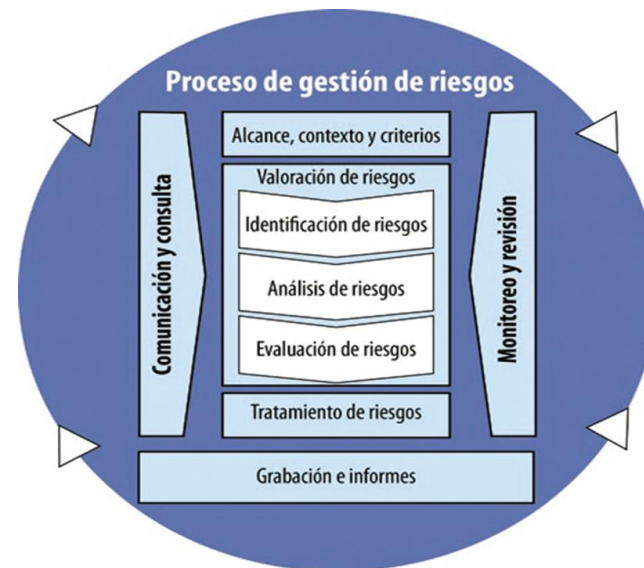 Proceso de gestión de riesgos
Alcance, contexto y criterios
Comunicación y consulta
Valoración de riesgos
Identificación de riesgos
Análisis de riesgos
Evaluación de riesgos
Monitoreo y revisión
Tratamiento de riesgos
Grabación e informes